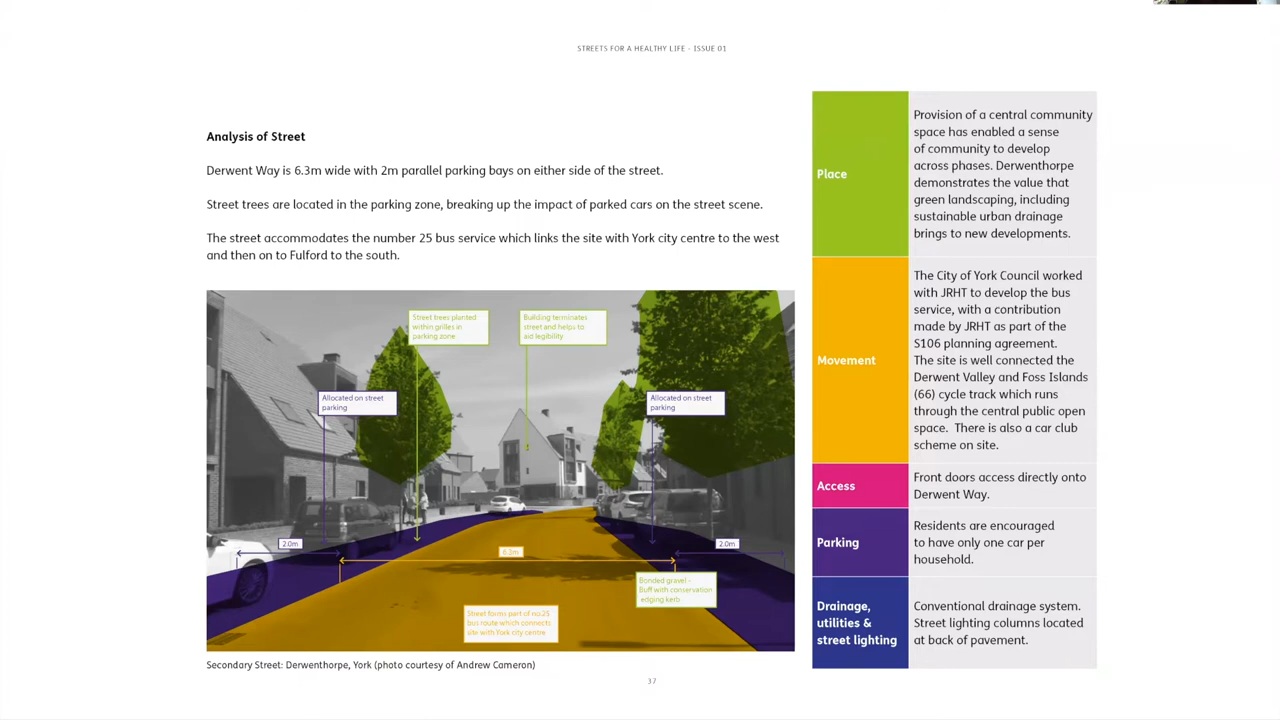 STREETS FOR A HEALTHY LIFE - ISSUE 01
Analysis of Street
Derwent Way is 6.3m wide with 2m parallel parking bays on either side of the street.
Street trees are located in the parking zone, breaking up the impact of parked cars on the street scene.
The street accommodates the number 25 bus service which links the site with York city centre to the west
and then on to Fulford to the south.
Street trees planted
within grilles in
parking zone
Building terminates
street and helps to
aid legibility
Allocated on street
parking
Allocated on street
parking
2.0m
6.3m
2.0m
Bonded gravel -
Buff with conservation
edging kerb
Street forms part of no.25
bus route which connects
site with York city centre
Secondary Street: Derwenthorpe, York (photo courtesy of Andrew Cameron)
Place
Provision of a central community
space has enabled a sense
of community to develop
across phases. Derwenthorpe
demonstrates the value that
green landscaping, including
sustainable urban drainage
brings to new developments.
Movement
The City of York Council worked
with JRHT to develop the bus
service, with a contribution
made by JRHT as part of the
S106 planning agreement.
The site is well connected the
Derwent Valley and Foss Islands
(66) cycle track which runs
through the central public open
space. There is also a car club
scheme on site.
Access
Front doors access directly onto
Derwent Way.
Parking
Residents are encouraged
to have only one car per
household.
Drainage,
utilities &
street lighting
Conventional drainage system.
Street lighting columns located
at back of pavement.
37